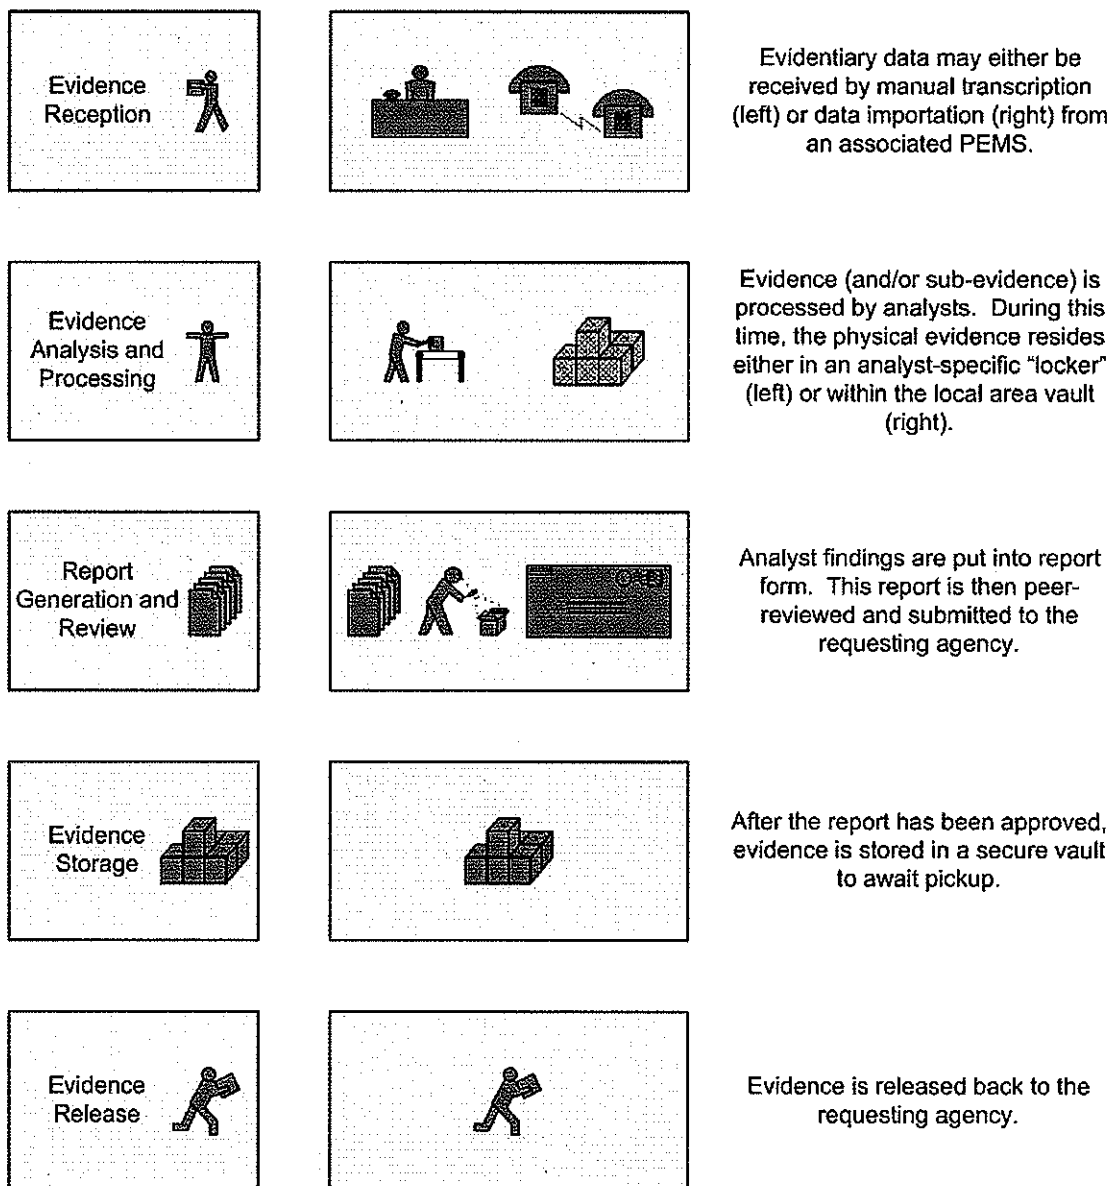 Evidence
Reception
Evidentiary data may either be
received by manual transcription
(left) or data importation (right) from
an associated PEMS.
Evidence
Analysis and
Processing
Evidence (and/or sub-evidence) is
processed by analysts. During this
time, the physical evidence resides
either in an analyst-specific "locker"
(left) or within the local area vault
(right).
Report
Generation and
Review
Analyst findings are put into report
form. This report is then peer-
reviewed and submitted to the
requesting agency.
Evidence
Storage
After the report has been approved,
evidence is stored in a secure vault
to await pickup.
Evidence
Release
Evidence is released back to the
requesting agency.